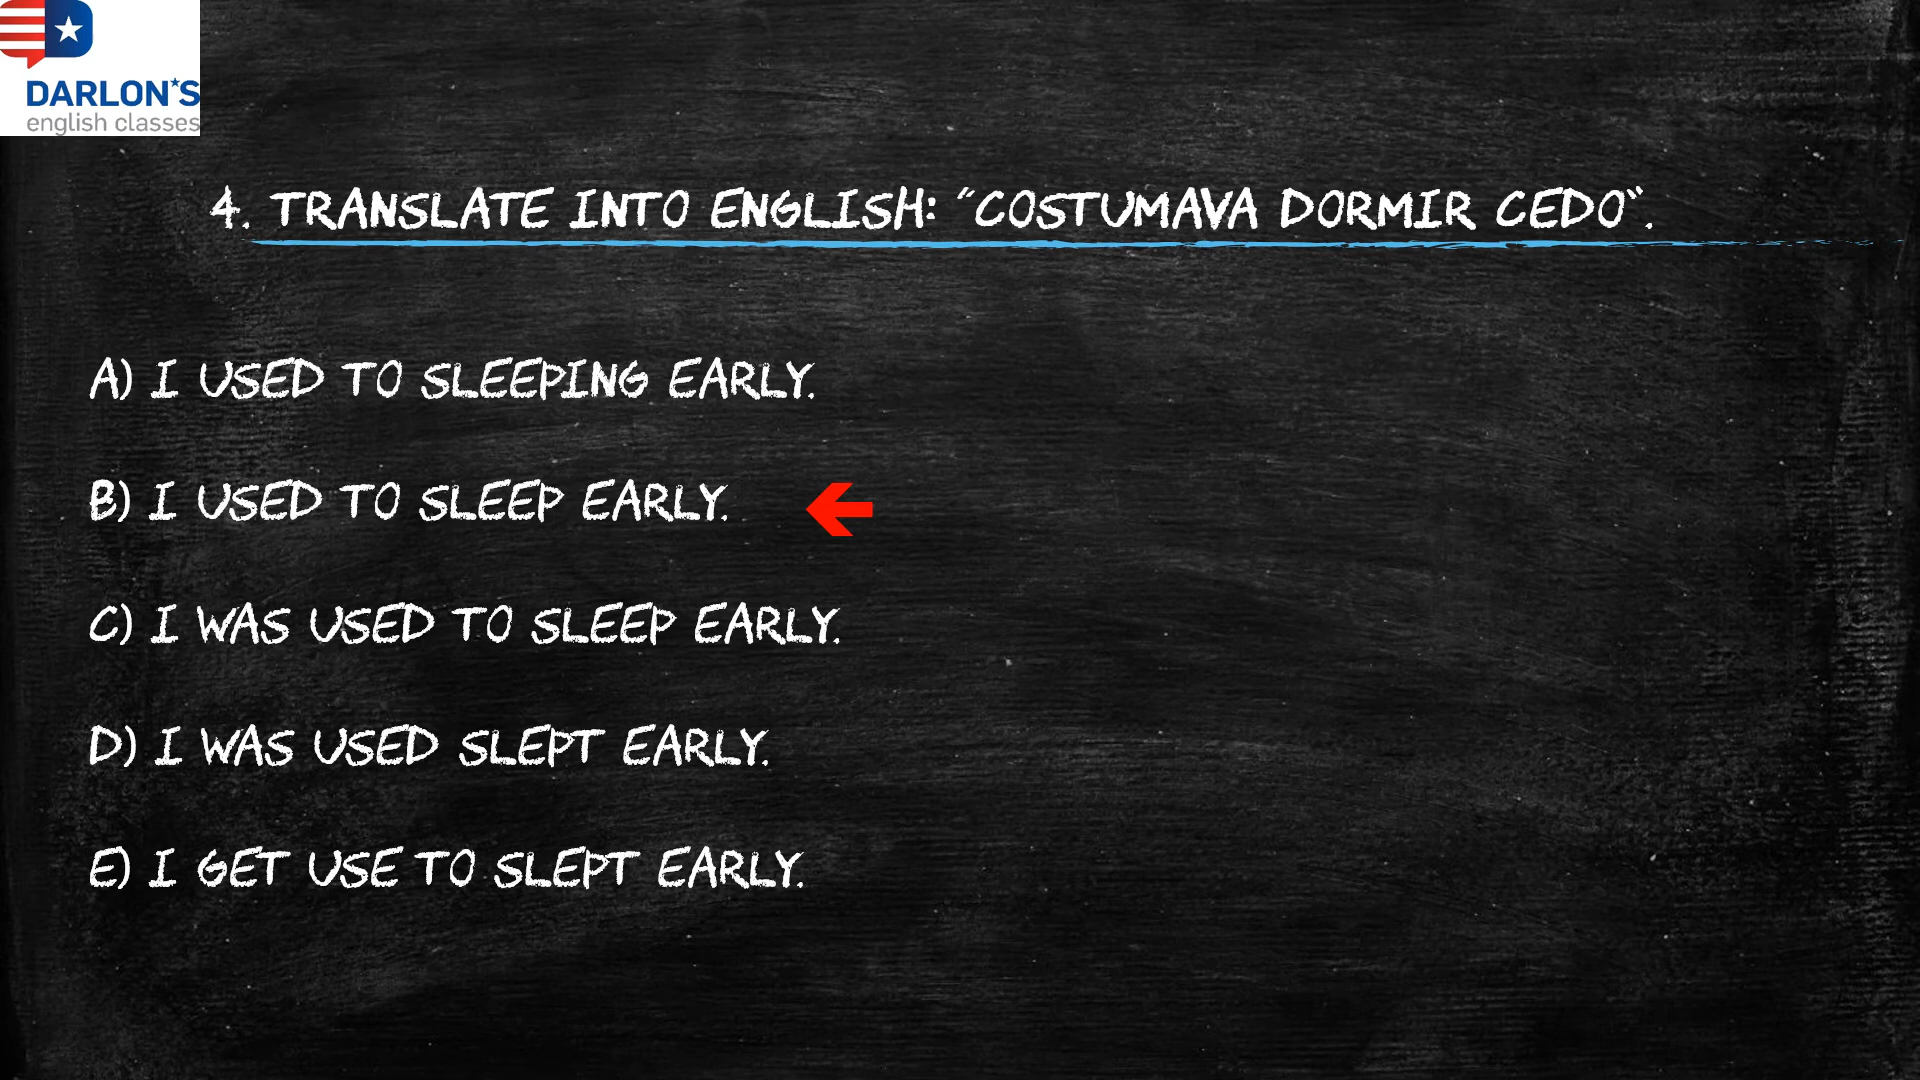 DARLON'S
english classes
4. TRANSLATE INTO ENGLISH: "COSTUMAVA DORMIR CEDO".
A) I USED TO SLEEPING EARLY.
B) I USED TO SLEEP EARLY.
C) I WAS USED TO SLEEP EARLY.
D) I WAS USED SLEPT EARLY.
E) I GET USE TO SLEPT EARLY.